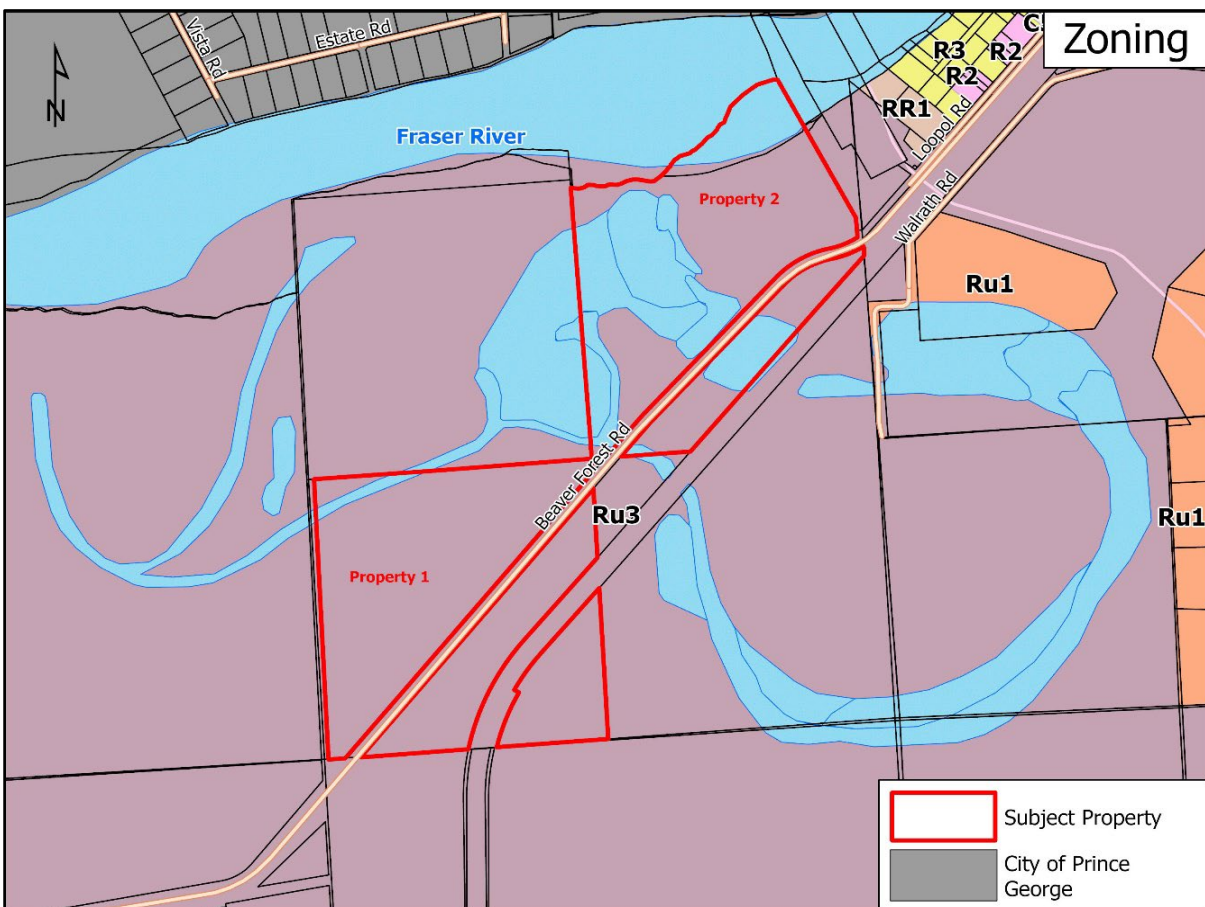 Zoning
Vista Rd
Estate Rd
N
Fraser River
R3
R2
R2
RR1
Loopol Rd
Walrath Rd
Property 2
Ru1
Beaver Forest Rd
Ru3
Ru1
Property 1
Subject Property
City of Prince
George